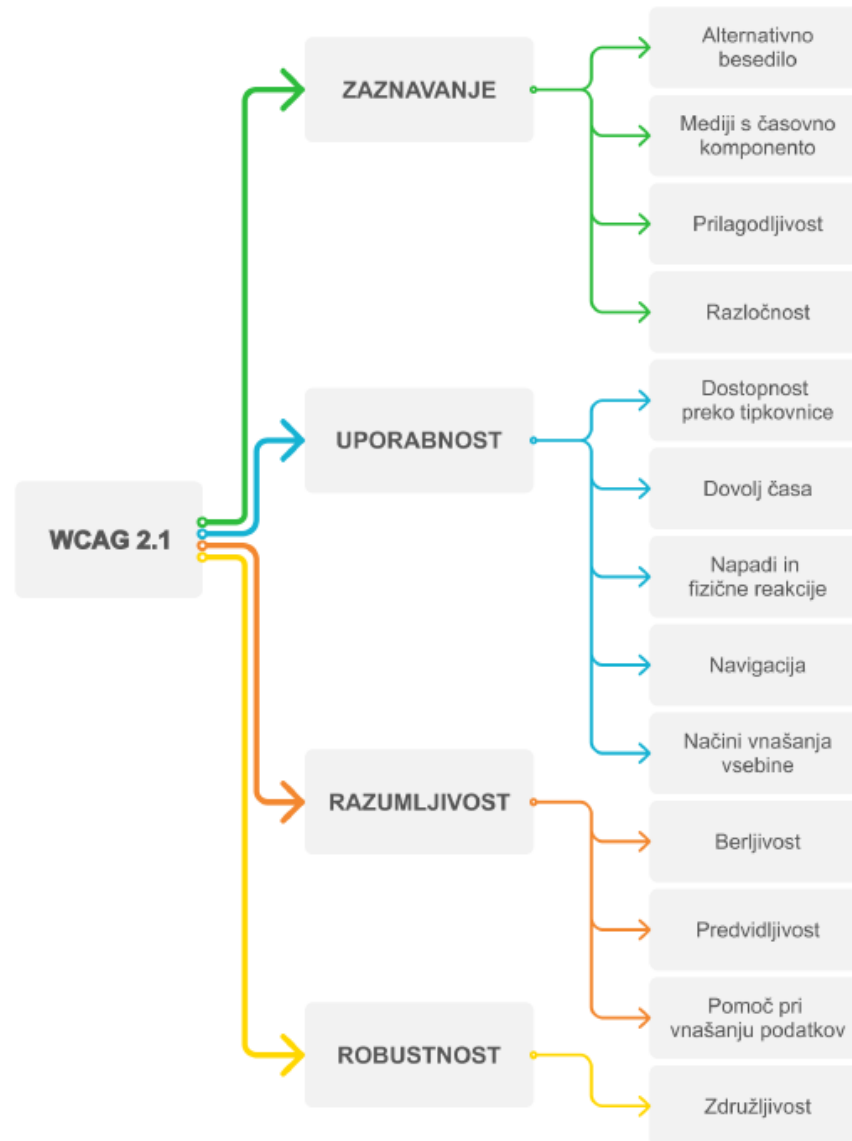 WCAG 2.1
ZAZNAVANJE
Alternativno
besedilo
Mediji s časovno
komponento
Prilagodljivost
Razločnost
UPORABNOST
Dostopnost
preko tipkovnice
Dovolj časa
Napadi in
fizične reakcije
Navigacija
Načini vnašanja
vsebine
RAZUMLJIVOST
Berljivost
Predvidljivost
Pomoč pri
vnašanju podatkov
ROBUSTNOST
Združljivost